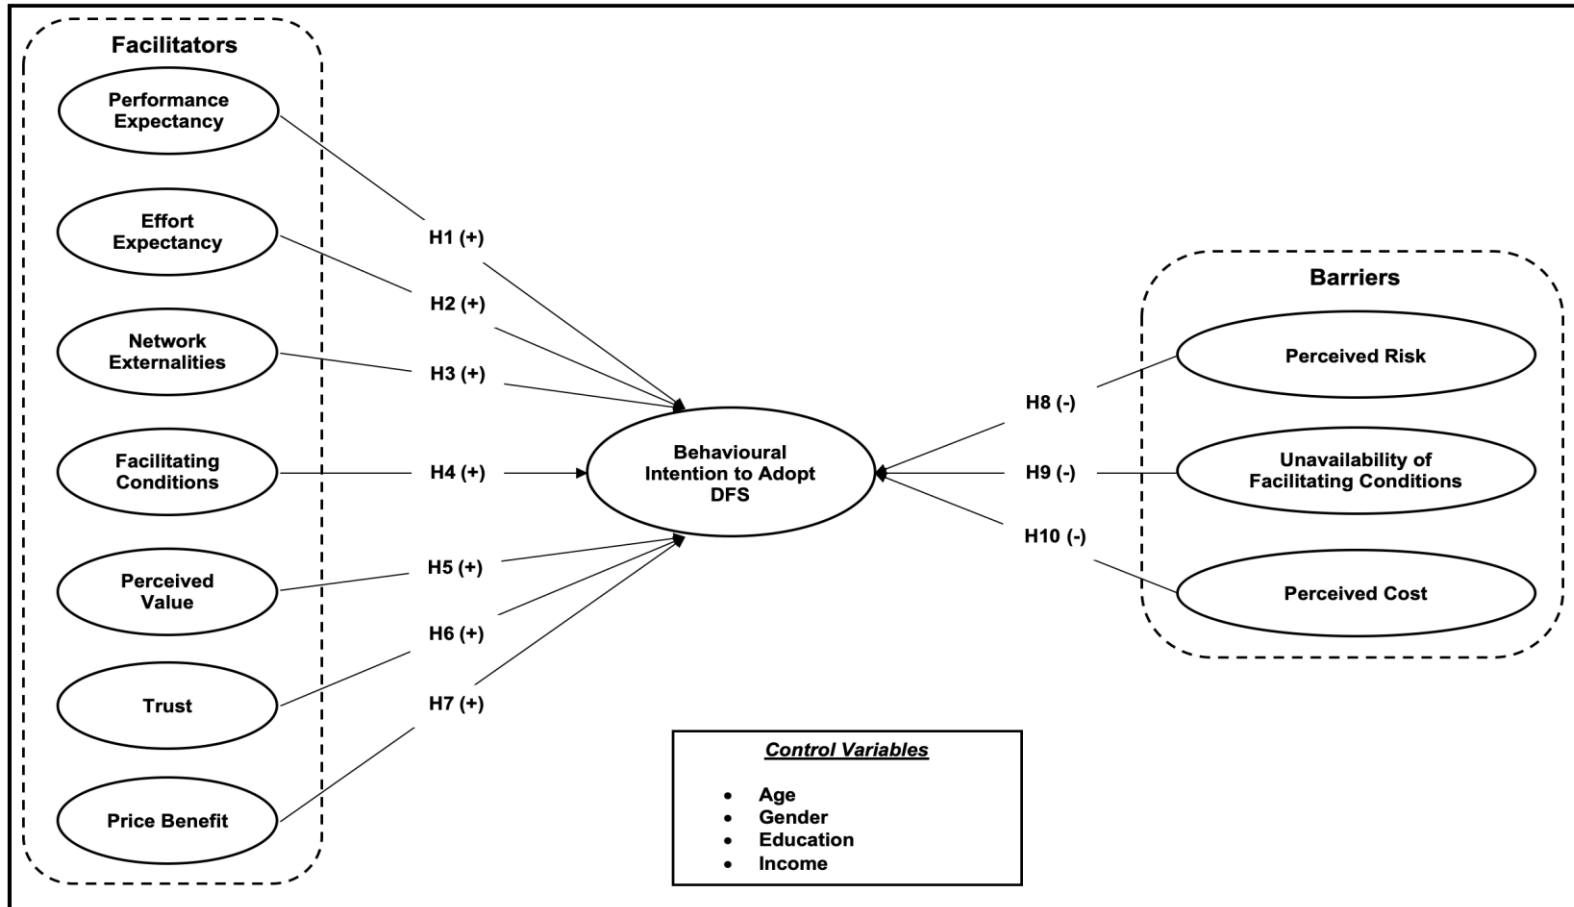 Facilitators
Performance
Expectancy
Effort
Expectancy
Network
Externalities
Facilitating
Conditions
Perceived
Value
Trust
Price Benefit
H1 (+)
H2 (+)
H3 (+)
H4 (+)
H5 (+)
H6 (+)
H7 (+)
Behavioural
Intention to Adopt
DFS
H8 (-)
H9 (-)
H10 (-)
Barriers
Perceived Risk
Unavailability of
Facilitating Conditions
Perceived Cost
Control Variables
• Age
• Gender
• Education
• Income